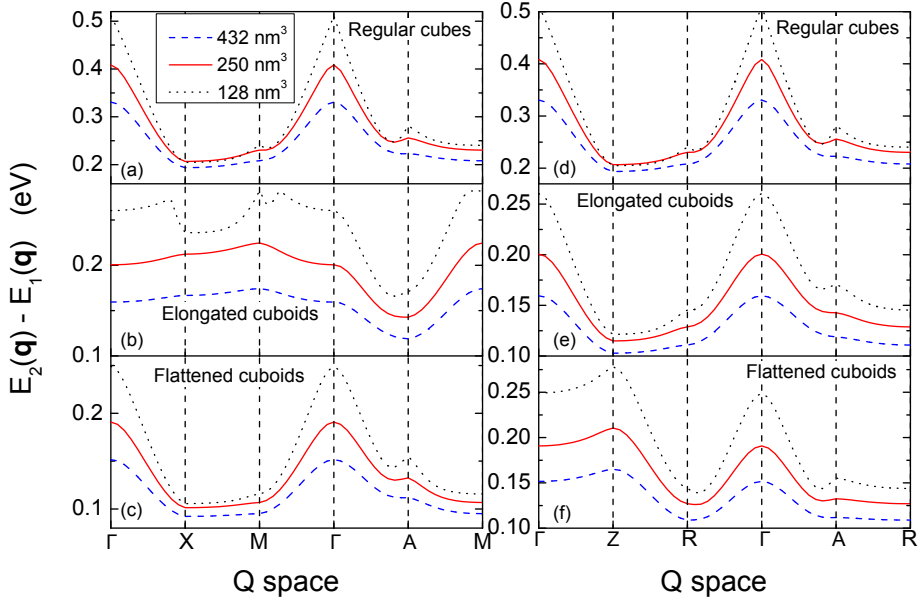 E₂(q) - E₁(q) (eV)
0.5
0.4
0.3
0.2
432 nm³
250 nm³
128 nm³
Regular cubes
(a)
0.2
0.1
Elongated cuboids
(b)
Flattened cuboids
0.2
0.1
(c)
Γ X M Γ A M
Q space
0.5
0.4
0.3
0.2
Regular cubes
(d)
0.25
0.20
0.15
0.10
Elongated cuboids
(e)
Flattened cuboids
0.25
0.20
0.15
0.10
(f)
Γ Z R Γ A R
Q space